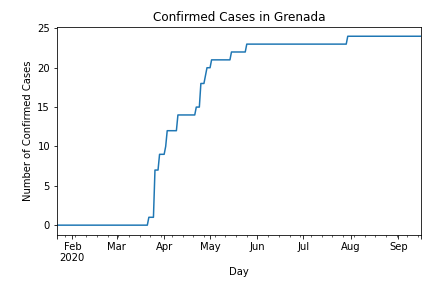 Confirmed Cases in Grenada
25
20
15
10
5
0
Number of Confirmed Cases
Feb Mar Apr May Jun Jul Aug Sep
2020
Day